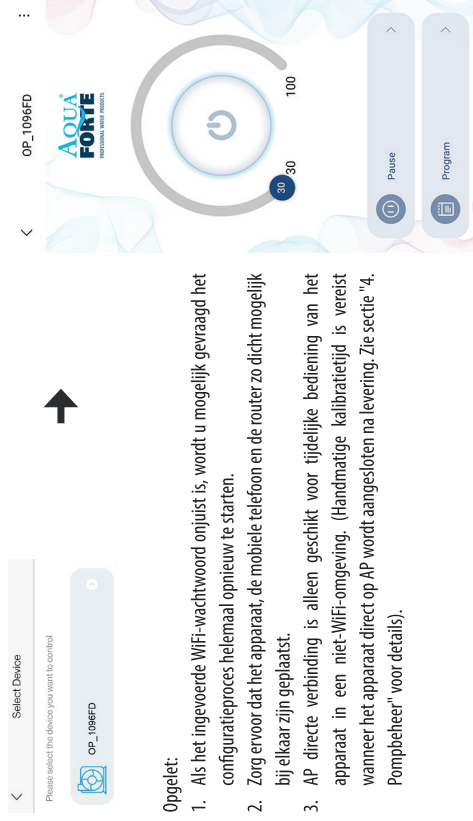 Select Device
Please select the device you want to control
OP_1096FD
OP_1096FD
AQUA
FORTE
PROFESSIONAL WATER PRODUCTS
30
30
100
Pause
Program
Opgelet:
1. Als het ingevoerde WiFi-wachtwoord onjuist is, wordt u mogelijk gevraagd het
configuratieproces helemaal opnieuw te starten.
2. Zorg ervoor dat het apparaat, de mobiele telefoon en de router zo dicht mogelijk
bij elkaar zijn geplaatst.
3. AP directe verbinding is alleen geschikt voor tijdelijke bediening van het
apparaat in een niet-WiFi-omgeving. (Handmatige kalibratietijd is vereist
wanneer het apparaat direct op AP wordt aangesloten na levering. Zie sectie "4.
Pompbeheer" voor details).